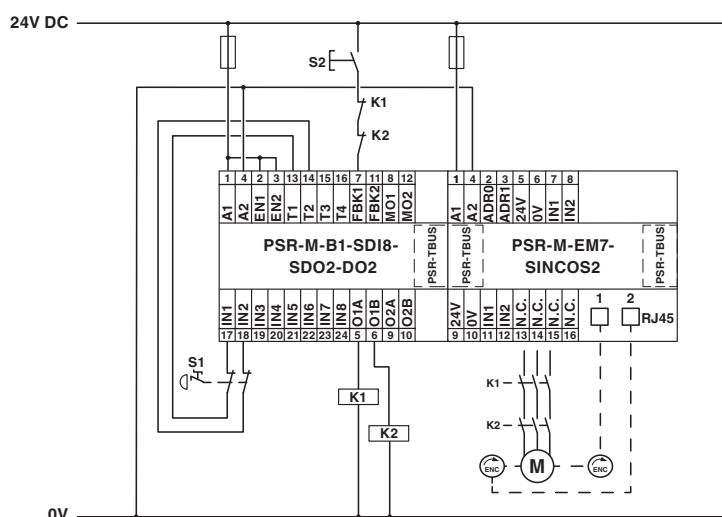 24V DC
S2
K1
K2
1 4 2 3 13 14 15 16 7 11 8 12
A1 A2 EN1 EN2 T1 T2 T3 T4 FBK1 FBK2 MO1 MO2
1 4 2 3 5 6 7 8
A1 A2 ADR0 ADR1 24V 0V IN1 IN2
PSR-M-B1-SDI8-
SDO2-DO2
PSR-TBUS
PSR-TBUS
PSR-M-EM7-
SINCOS2
PSR-TBUS
IN1 IN2 IN3 IN4 IN5 IN6 IN7 IN8 O1A O1B O2A O2B
17 18 19 20 21 22 23 24 5 6 9 10
24V 0V IN1 IN2 N.C. N.C. N.C. N.C.
9 10 11 12 13 14 15 16
1 2
RJ45
S1
K1
K2
K1
K2
ENC
M
ENC
0V